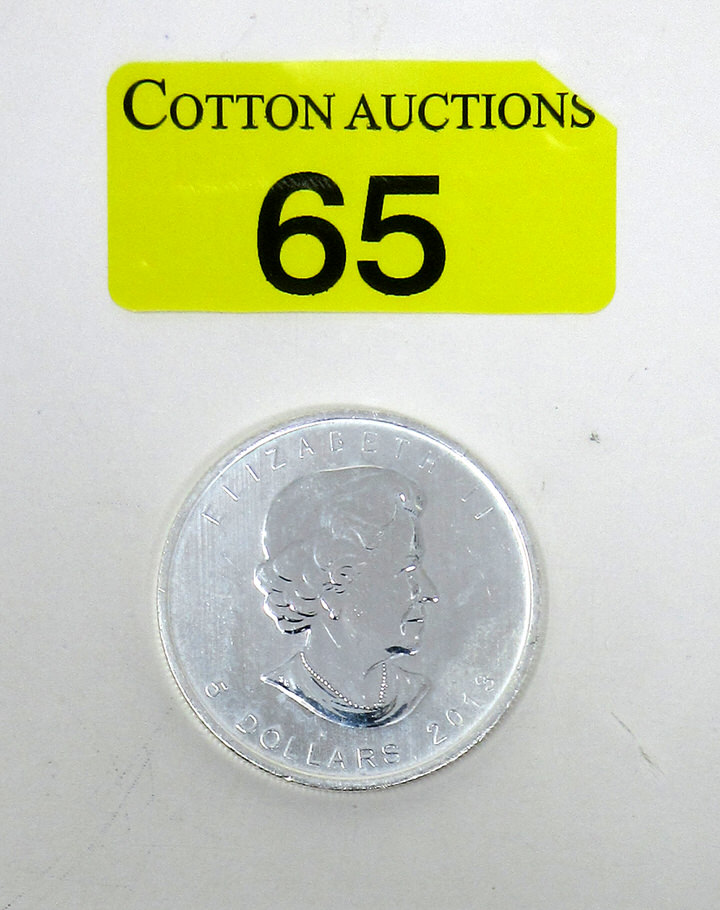 COTTON AUCTIONS
65
ELIZABETH II
5 DOLLARS 2013